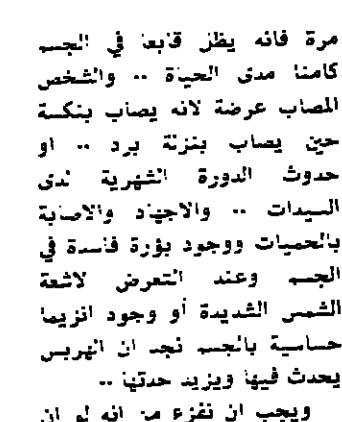 مرة فانه يظل قابعا في الجسم
كامنا مدى الحياة .. والشخص
المصاب عرضة لانه يصاب بنكسة
حين يصاب بنزلة برد .. او
حدوث الدورة الشهرية لدى
السيدات .. والاجهاد والاصابة
بالحميات ووجود بؤرة فاسدة في
الجسم وعند التعرض لاشعة
الشمس الشديدة أو وجود انزيما
حساسية بالجسم نجد ان الهربس
يحدث فيها ويزيد حدتها ..
ويجب ان نفزع من انه لو ان